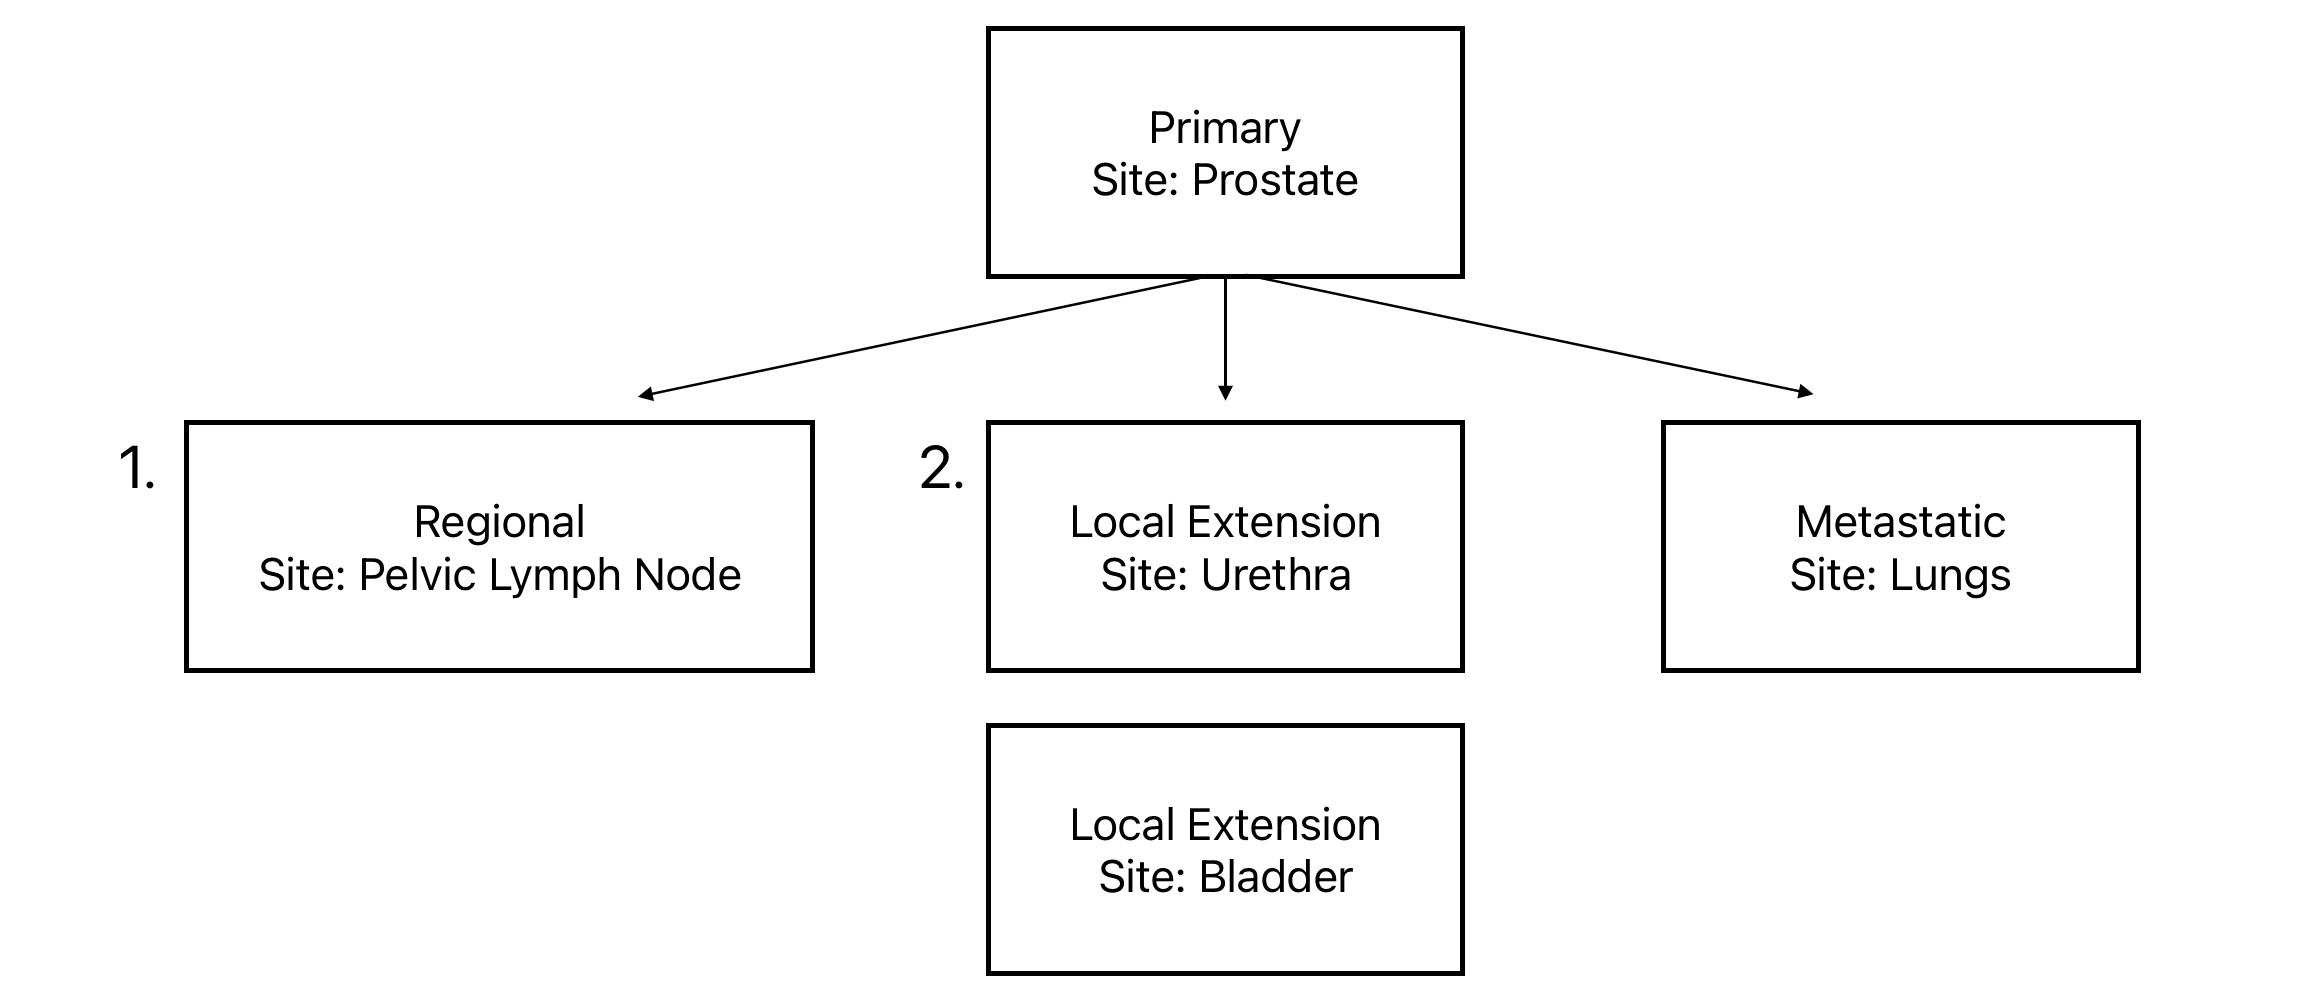 Primary
Site: Prostate
1.
Regional
Site: Pelvic Lymph Node
2.
Local Extension
Site: Urethra
Metastatic
Site: Lungs
Local Extension
Site: Bladder